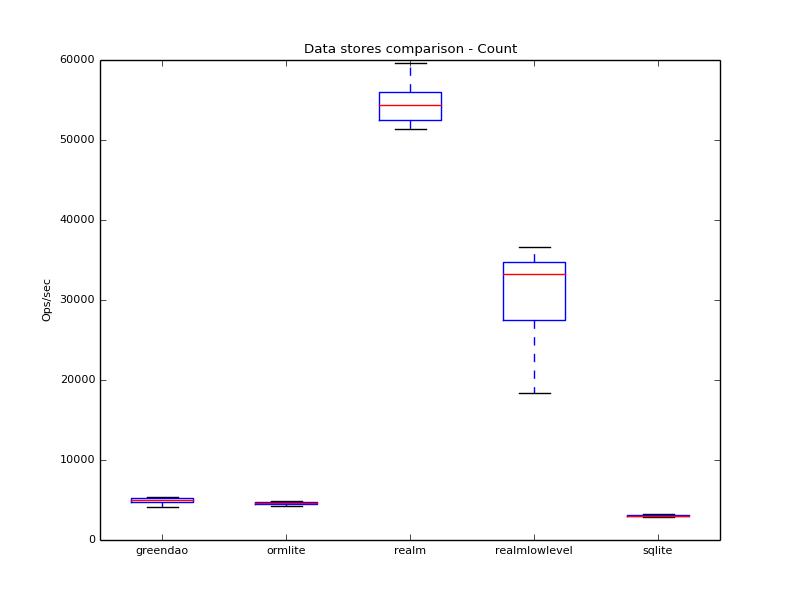 Data stores comparison - Count
60000
50000
40000
30000
20000
10000
0
Ops/sec
greendao ormlite realm realmlowlevel sqlite